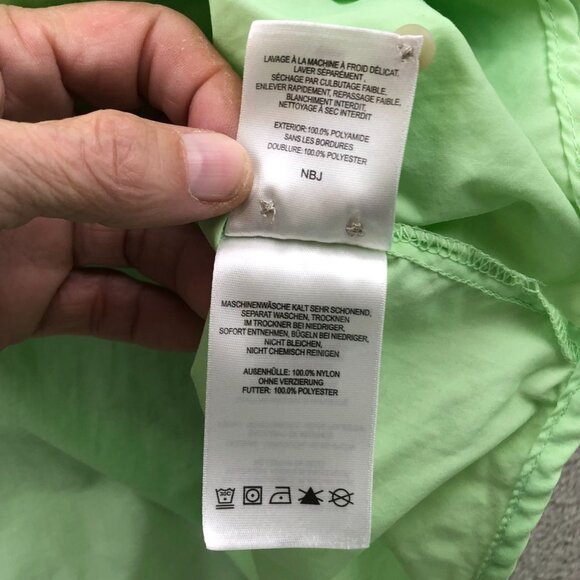 LAVAGE À LA MACHINE À FROID DÉLICAT.
LAVER SÉPARÉMENT.
SÉCHAGE PAR CULBUTAGE FAIBLE.
ENLEVER RAPIDEMENT, REPASSAGE FAIBLE.
BLANCHIMENT INTERDIT,
NETTOYAGE À SEC INTERDIT
EXTERIOR:100.0% POLYAMIDE
SANS LES BORDURES
DOUBLURE:100.0% POLYESTER
NBJ
MASCHINENWÄSCHE KALT SEHR SCHONEND,
SEPARAT WASCHEN, TROCKNEN
IM TROCKNER BEI NIEDRIGER,
SOFORT ENTNEHMEN, BÜGELN BEI NIEDRIGER,
NICHT BLEICHEN,
NICHT CHEMISCH REINIGEN
AUßENHÜLLE: 100.0% NYLON
OHNE VERZIERUNG
FUTTER: 100.0% POLYESTER
30C